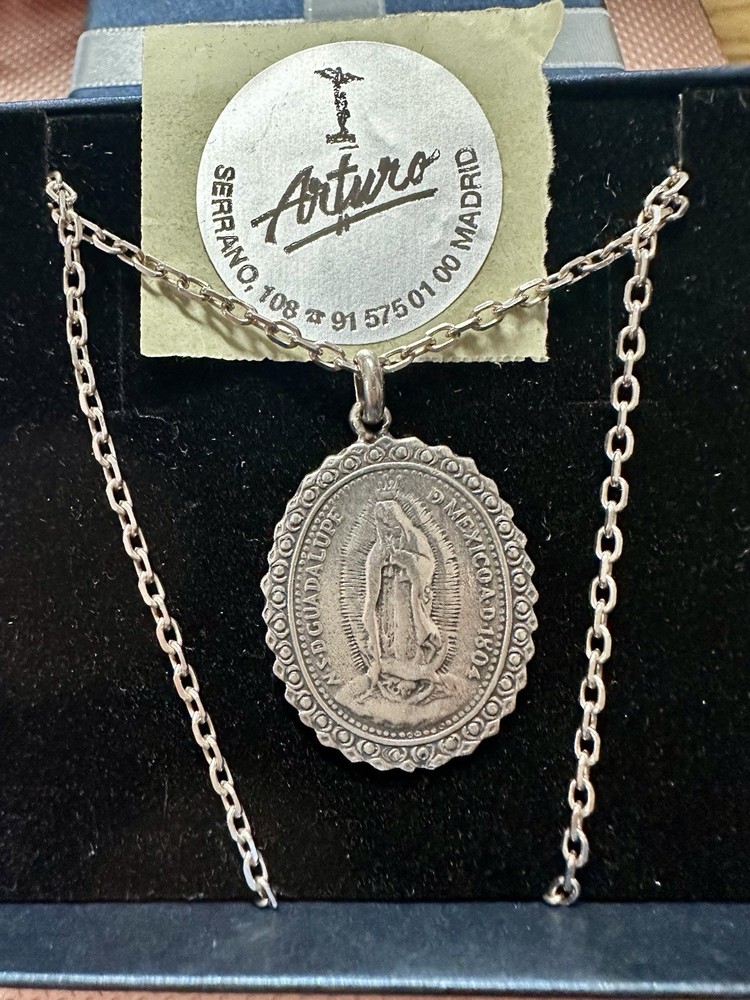 Arturo
SERRANO, 108 ☎ 91 575 01 00 MADRID
N.S.D GUADALUPE
D MEXICO A.D. 1804